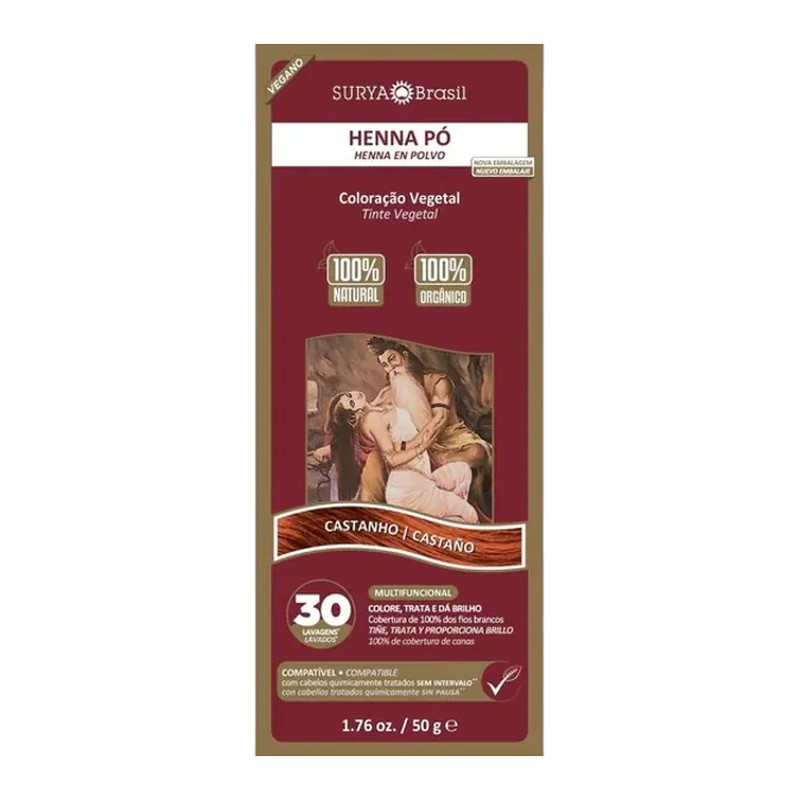 VEGANO
SURYA Brasil
HENNA PÓ
HENNA EN POLVO
NOVA EMBALAGEM
NUEVO EMBALAJE
Coloração Vegetal
Tinte Vegetal
100%
NATURAL
100%
ORGÂNICO
CASTANHO | CASTAÑO
MULTIFUNCIONAL
30
LAVAGENS*
LAVADOS*
COLORE, TRATA E DÁ BRILHO
Cobertura de 100% dos fios brancos
TIÑE, TRATA Y PROPORCIONA BRILLO
100% de cobertura de canas
COMPATÍVEL • COMPATIBLE
com cabelos quimicamente tratados SEM INTERVALO**
con cabellos tratados químicamente SIN PAUSA**
1.76 oz. / 50 g ℮